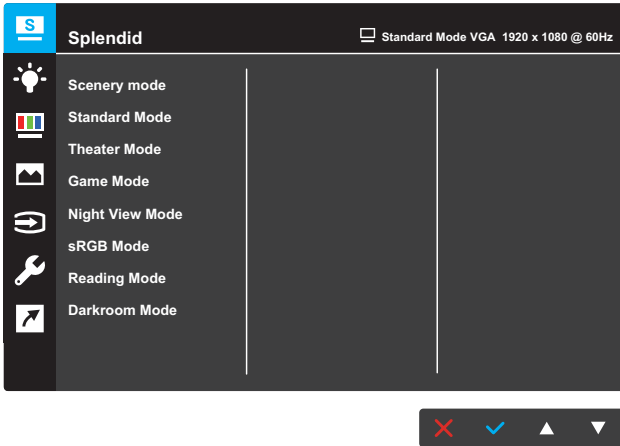 S
Splendid
Standard Mode VGA 1920 x 1080 @ 60Hz
Scenery mode
Standard Mode
Theater Mode
Game Mode
Night View Mode
sRGB Mode
Reading Mode
Darkroom Mode